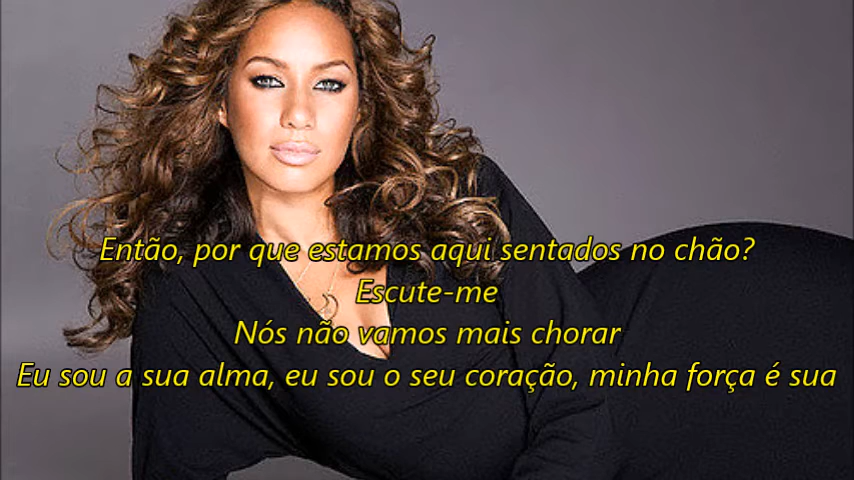 Então, por que estamos aqui sentados no chão?
Escute-me
Nós não vamos mais chorar
Eu sou a sua alma, eu sou o seu coração, minha força é sua